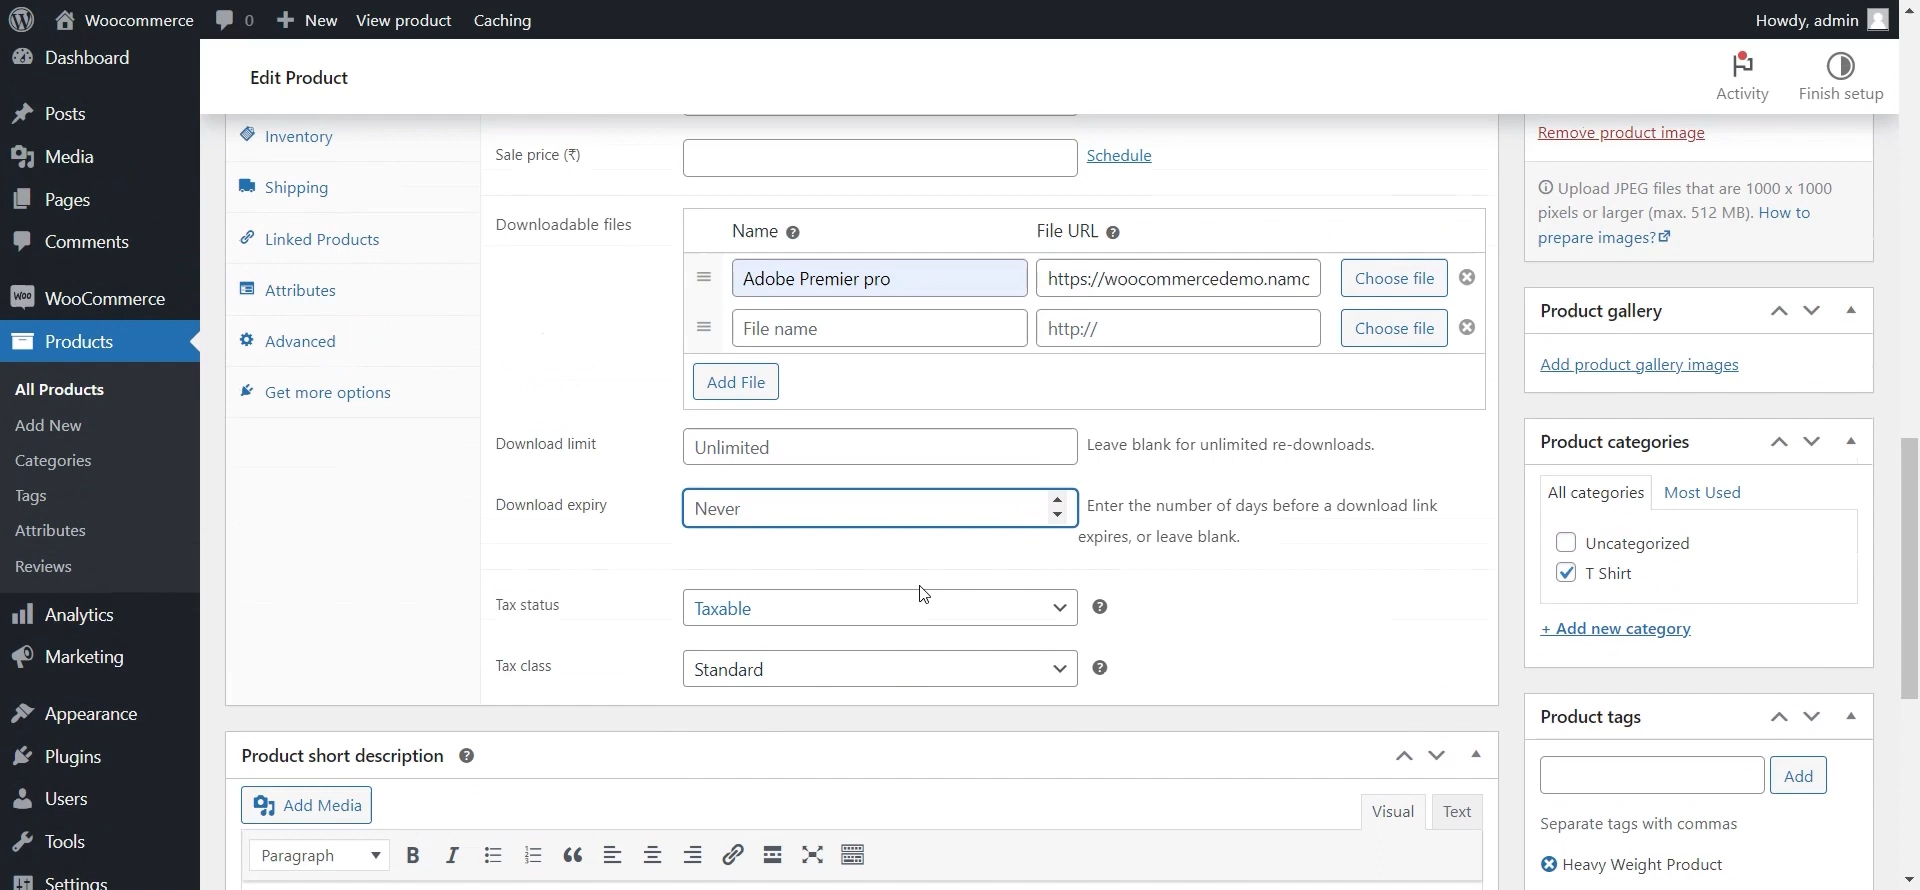 Woocommerce
0
New
View product
Caching
Howdy, admin
Dashboard
Posts
Media
Pages
Comments
Woo
WooCommerce
Products
All Products
Add New
Categories
Tags
Attributes
Reviews
Analytics
Marketing
Appearance
Plugins
Users
Tools
Settings
Edit Product
Activity
Finish setup
Inventory
Shipping
Linked Products
Attributes
Advanced
Get more options
Sale price (₹)
Schedule
Downloadable files
Name ?
File URL ?
Adobe Premier pro
https://woocommercedemo.namc
Choose file
File name
http://
Choose file
Add File
Download limit
Unlimited
Leave blank for unlimited re-downloads.
Download expiry
Never
Enter the number of days before a download link
expires, or leave blank.
Tax status
Taxable
?
Tax class
Standard
?
Product short description ?
Add Media
Visual
Text
Paragraph
B
I
Remove product image
Upload JPEG files that are 1000 x 1000
pixels or larger (max. 512 MB). How to
prepare images?
Product gallery
Add product gallery images
Product categories
All categories
Most Used
Uncategorized
T Shirt
+ Add new category
Product tags
Add
Separate tags with commas
Heavy Weight Product